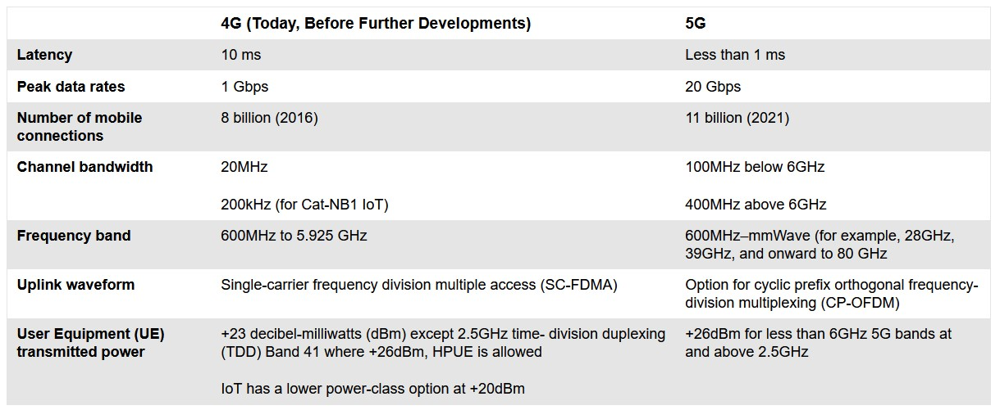 4G (Today, Before Further Developments) 5G
Latency 10 ms Less than 1 ms
Peak data rates 1 Gbps 20 Gbps
Number of mobile 8 billion (2016) 11 billion (2021)
connections
Channel bandwidth 20MHz 100MHz below 6GHz
200kHz (for Cat-NB1 IoT) 400MHz above 6GHz
Frequency band 600MHz to 5.925 GHz 600MHz–mmWave (for example, 28GHz,
39GHz, and onward to 80 GHz
Uplink waveform Single-carrier frequency division multiple access (SC-FDMA) Option for cyclic prefix orthogonal frequency-
division multiplexing (CP-OFDM)
User Equipment (UE) +23 decibel-milliwatts (dBm) except 2.5GHz time- division duplexing +26dBm for less than 6GHz 5G bands at
transmitted power (TDD) Band 41 where +26dBm, HPUE is allowed and above 2.5GHz
IoT has a lower power-class option at +20dBm